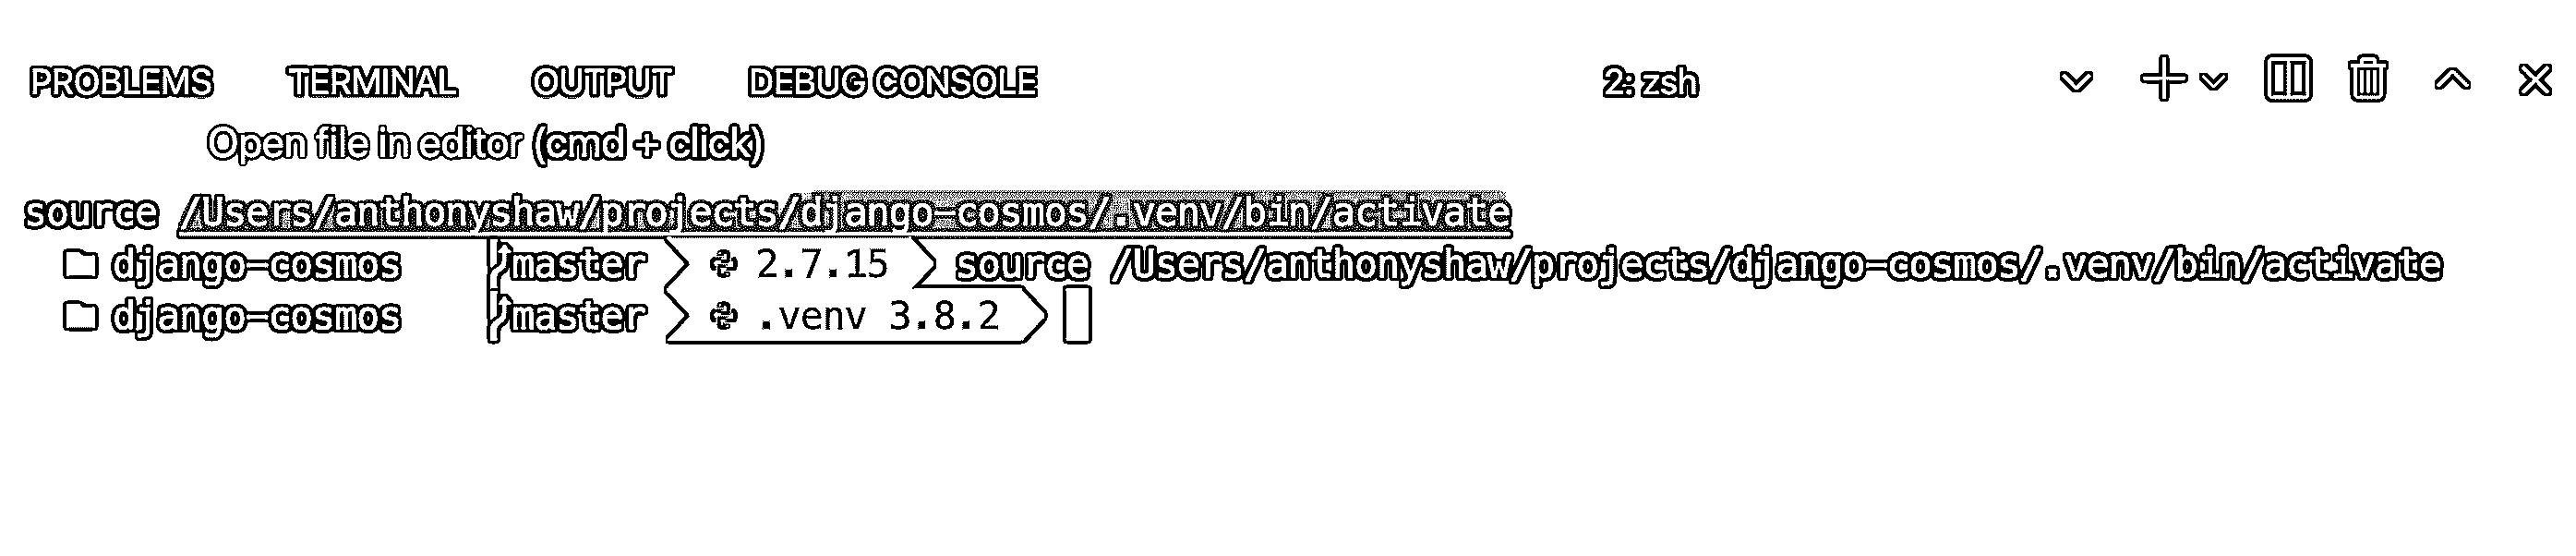 PROBLEMS TERMINAL OUTPUT DEBUG CONSOLE 2: zsh
Open file in editor (cmd + click)
source /Users/anthonyshaw/projects/django-cosmos/.venv/bin/activate
django-cosmos master 2.7.15 source /Users/anthonyshaw/projects/django-cosmos/.venv/bin/activate
django-cosmos master .venv 3.8.2